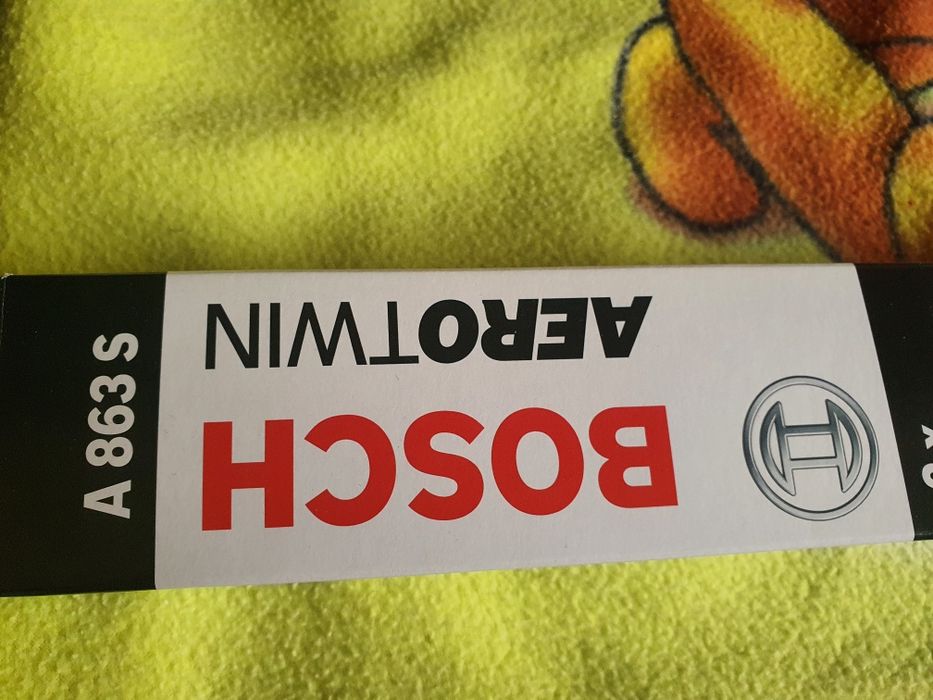 BOSCH
AEROTWIN
A 863 S